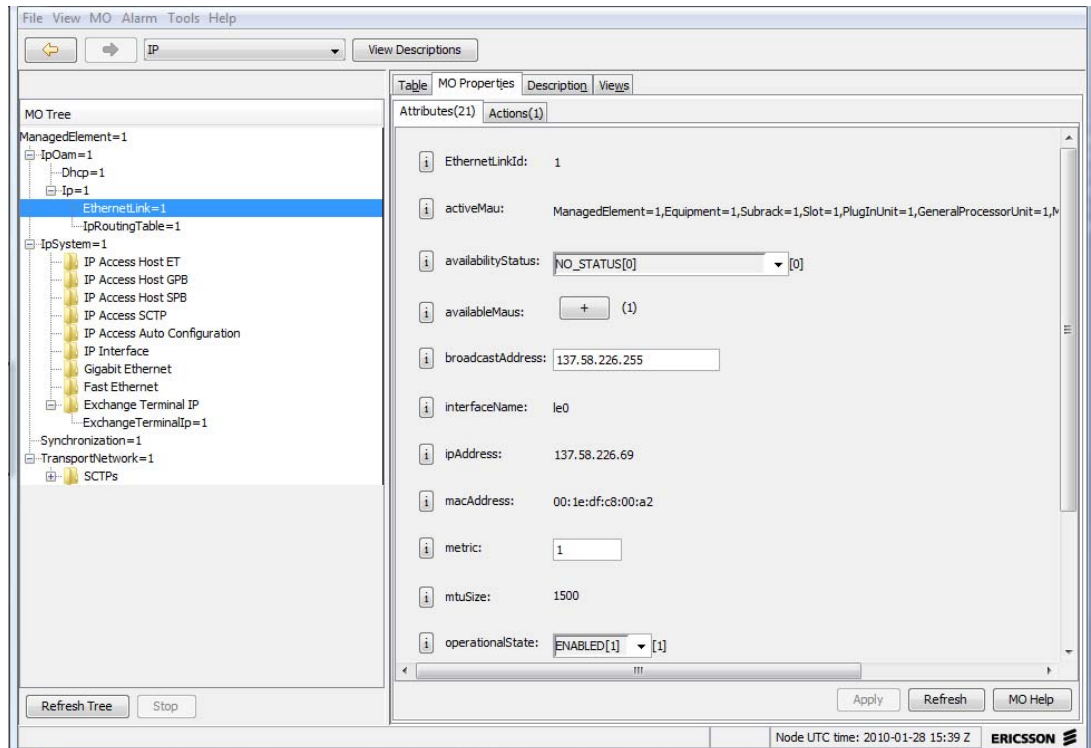 File View MO Alarm Tools Help
IP
View Descriptions
Table MO Properties Description Views
MO Tree
Attributes(21) Actions(1)
ManagedElement=1
IpOam=1
Dhcp=1
Ip=1
EthernetLink=1
IpRoutingTable=1
IpSystem=1
IP Access Host ET
IP Access Host GPB
IP Access Host SPB
IP Access SCTP
IP Access Auto Configuration
IP Interface
Gigabit Ethernet
Fast Ethernet
Exchange Terminal IP
ExchangeTerminalIp=1
Synchronization=1
TransportNetwork=1
SCTPs
i EthernetLinkId: 1
i activeMau: ManagedElement=1,Equipment=1,Subrack=1,Slot=1,PlugInUnit=1,GeneralProcessorUnit=1,M
i availabilityStatus: NO_STATUS[0] [0]
i availableMaus: + (1)
i broadcastAddress: 137.58.226.255
i interfaceName: le0
i ipAddress: 137.58.226.69
i macAddress: 00:1e:df:c8:00:a2
i metric: 1
i mtuSize: 1500
i operationalState: ENABLED[1] [1]
Refresh Tree Stop
Apply Refresh MO Help
Node UTC time: 2010-01-28 15:39 Z ERICSSON